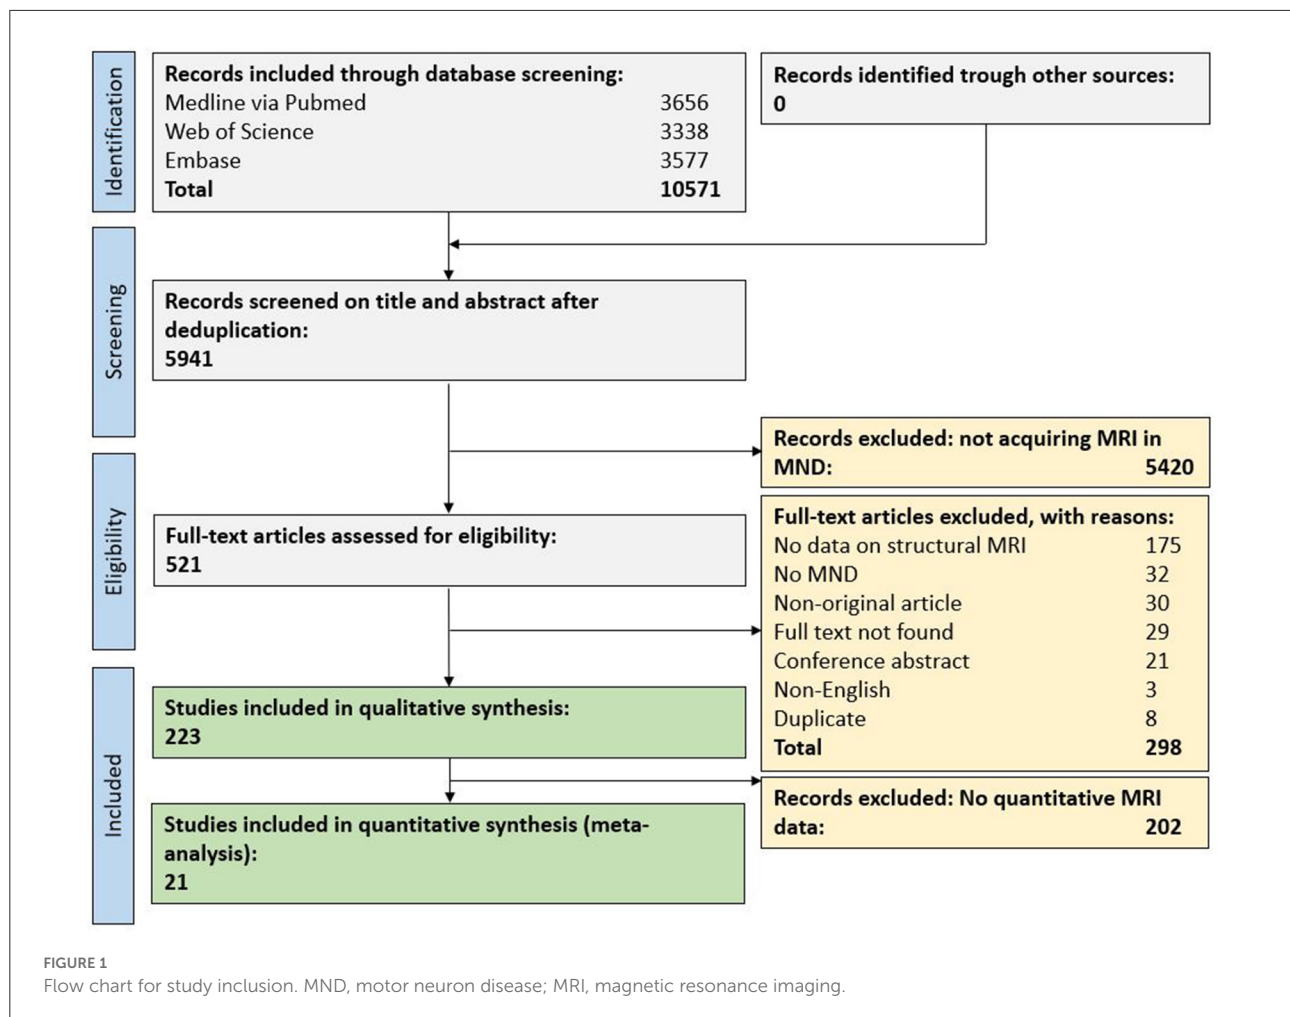 Identification
Records included through database screening:
Medline via Pubmed 3656
Web of Science 3338
Embase 3577
Total 10571
Records identified trough other sources:
0
Screening
Records screened on title and abstract after
deduplication:
5941
Records excluded: not acquiring MRI in
MND: 5420
Eligibility
Full-text articles assessed for eligibility:
521
Full-text articles excluded, with reasons:
No data on structural MRI 175
No MND 32
Non-original article 30
Full text not found 29
Conference abstract 21
Non-English 3
Duplicate 8
Total 298
Included
Studies included in qualitative synthesis:
223
Records excluded: No quantitative MRI
data: 202
Studies included in quantitative synthesis (meta-
analysis):
21
FIGURE 1
Flow chart for study inclusion. MND, motor neuron disease; MRI, magnetic resonance imaging.